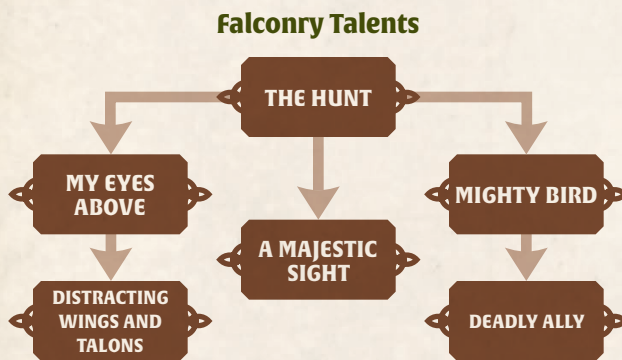 Falconry Talents
THE HUNT
MY EYES
ABOVE
MIGHTY BIRD
A MAJESTIC
SIGHT
DISTRACTING
WINGS AND
TALONS
DEADLY ALLY